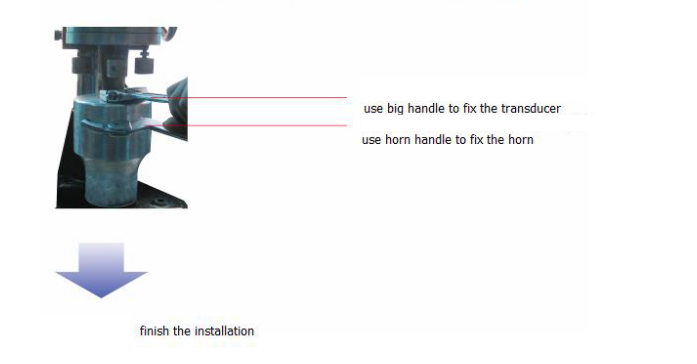 use big handle to fix the transducer
use horn handle to fix the horn
finish the installation